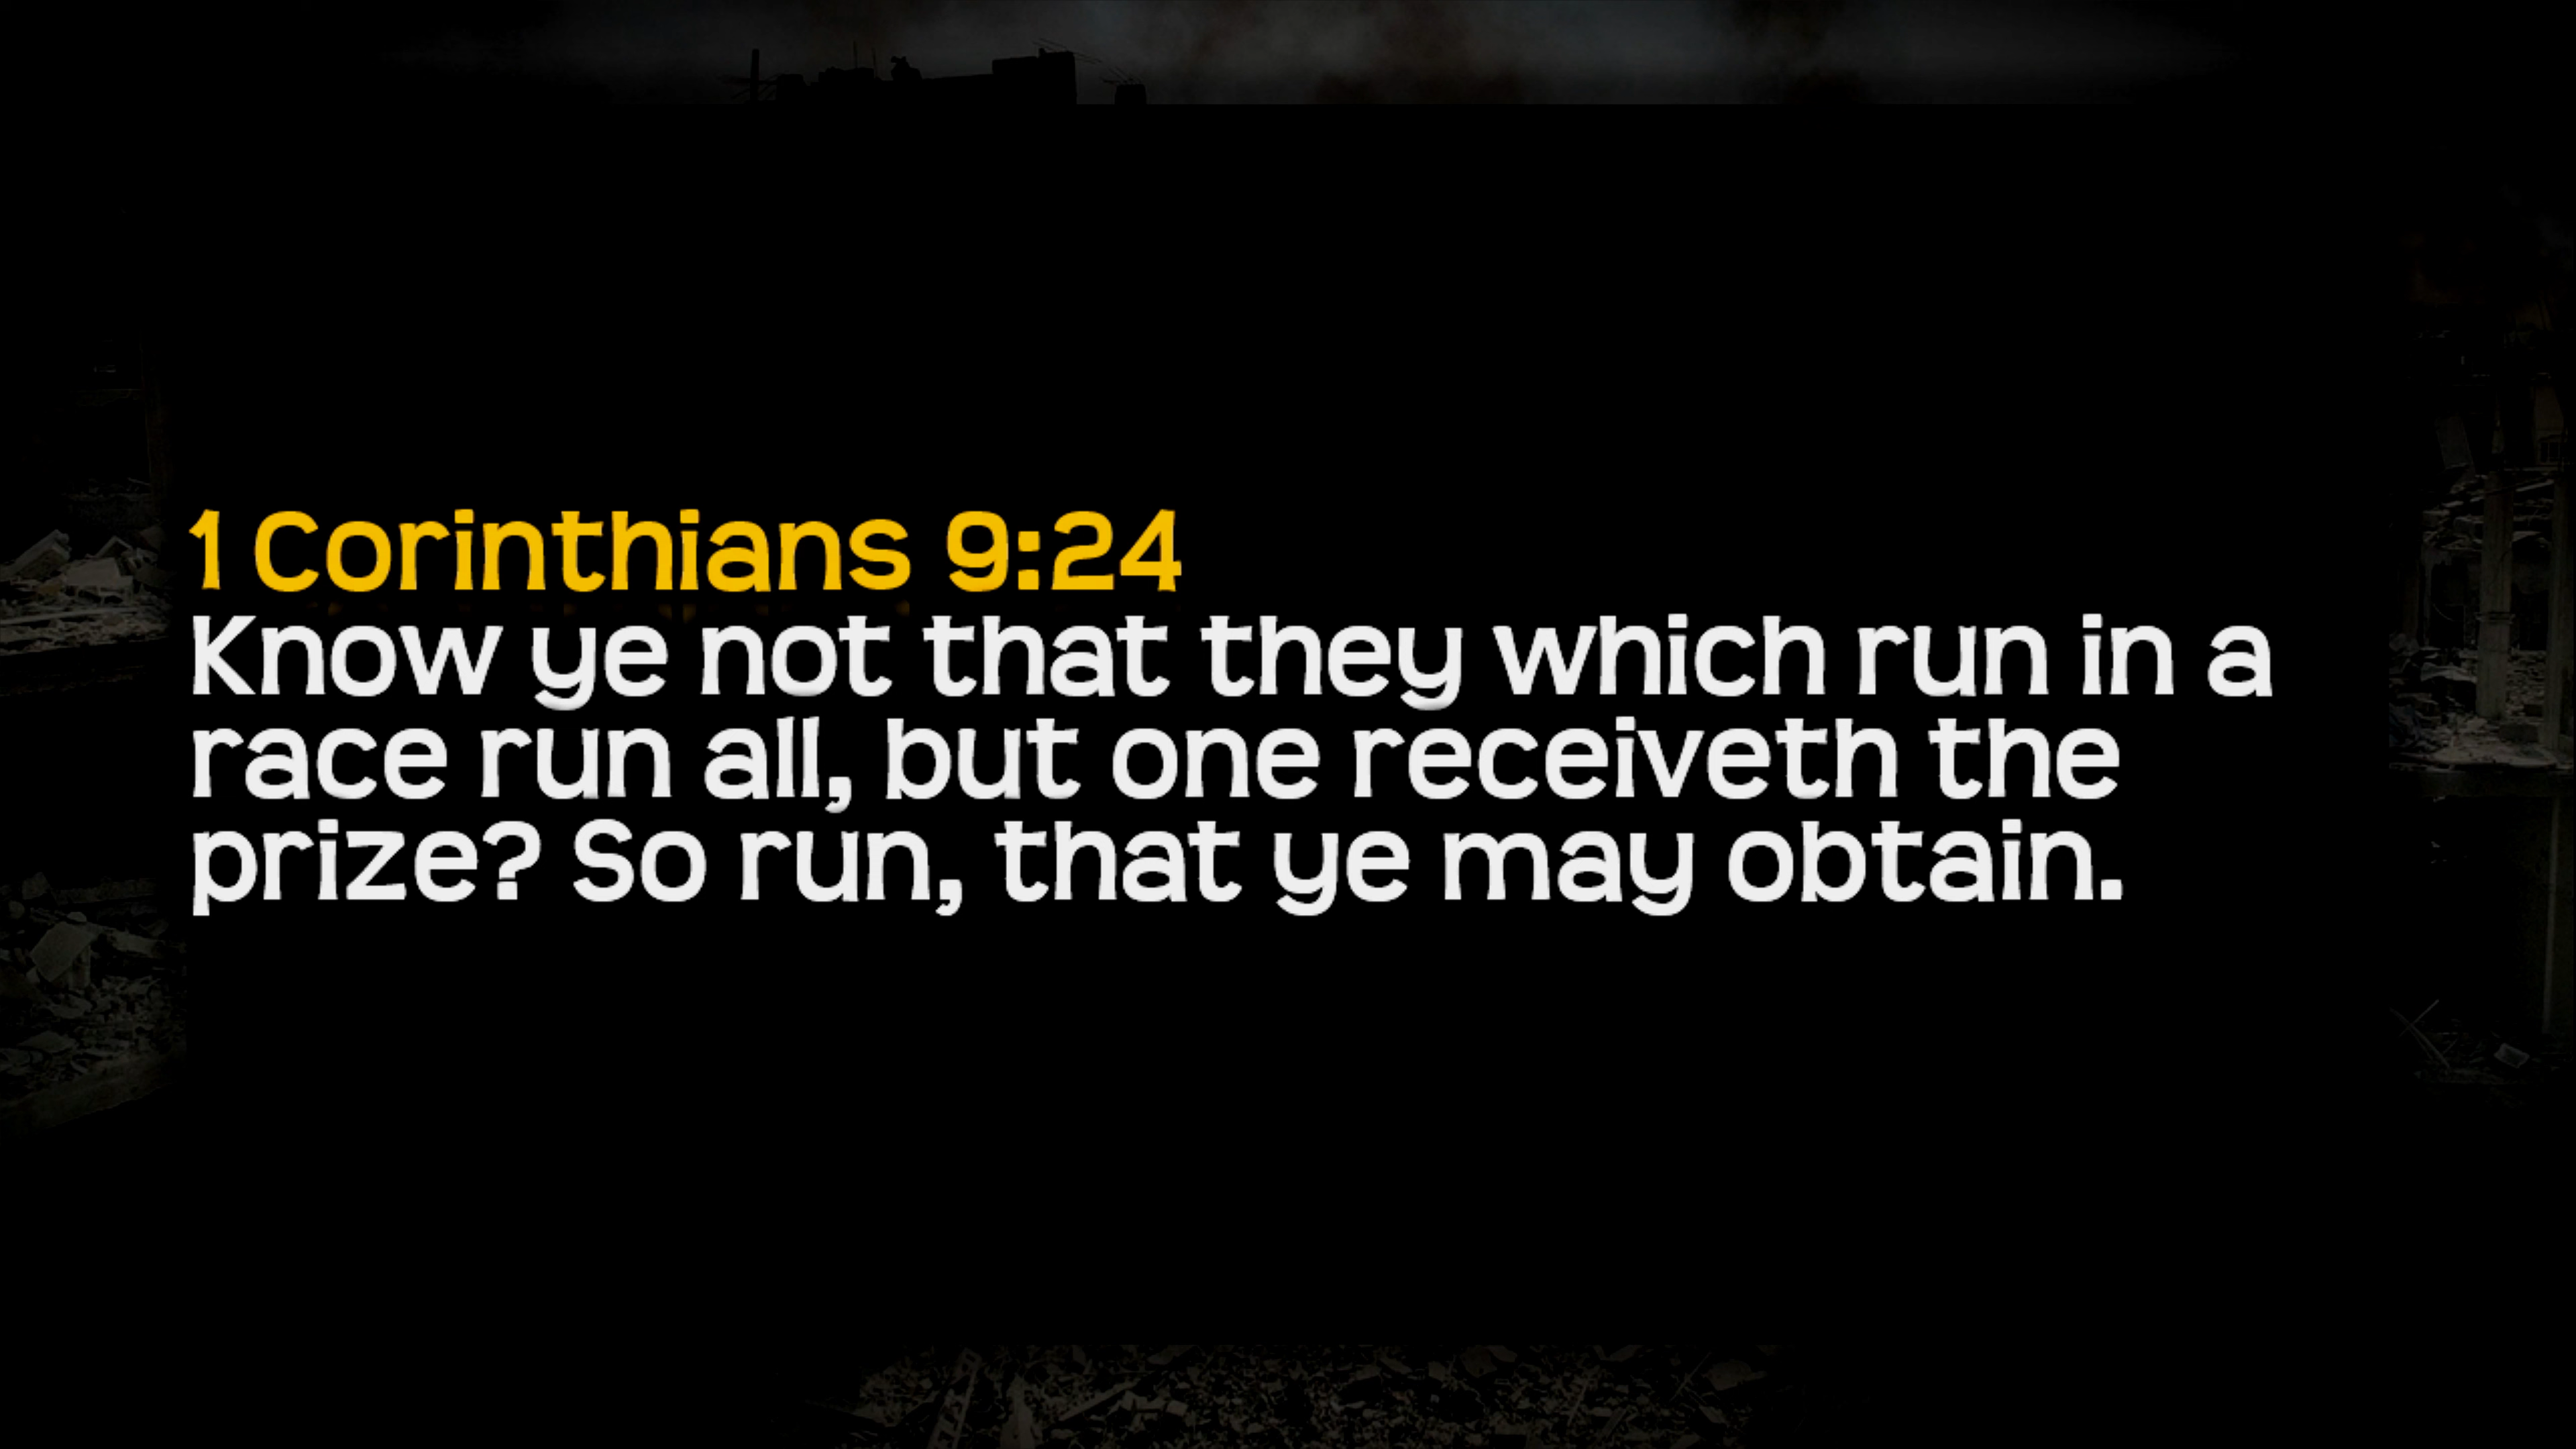 1 Corinthians 9:24
Know ye not that they which run in a
race run all, but one receiveth the
prize? So run, that ye may obtain.